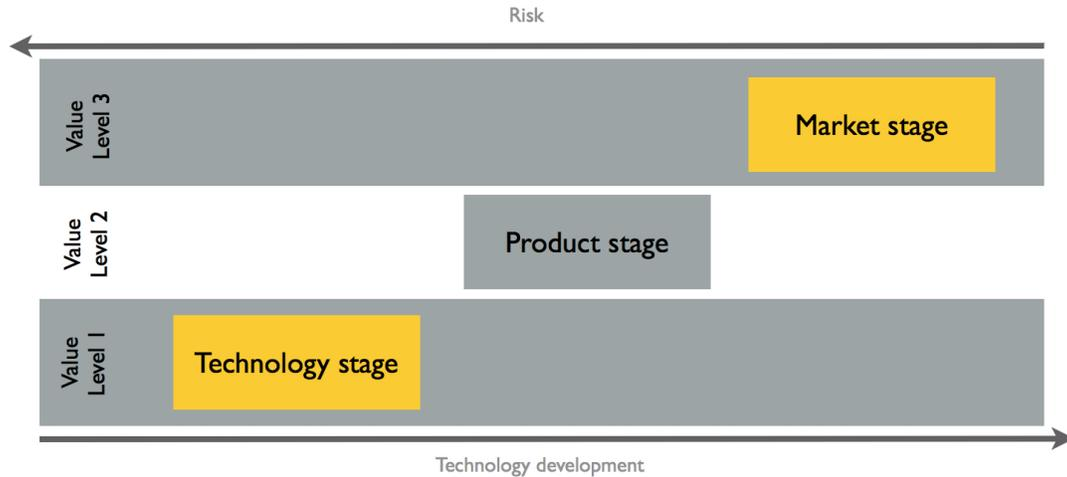 Risk
Value
Level 3
Market stage
Value
Level 2
Product stage
Value
Level 1
Technology stage
Technology development